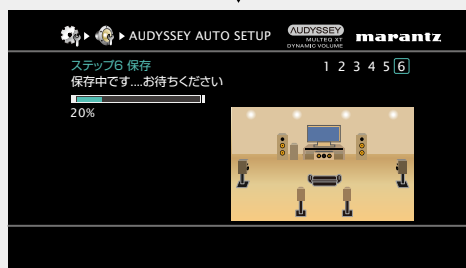 AUDYSSEY AUTO SETUP
AUDYSSEY
MULTEQ XT
DYNAMIC VOLUME
marantz
ステップ6 保存
1 2 3 4 5 6
保存中です....お待ちください
20%